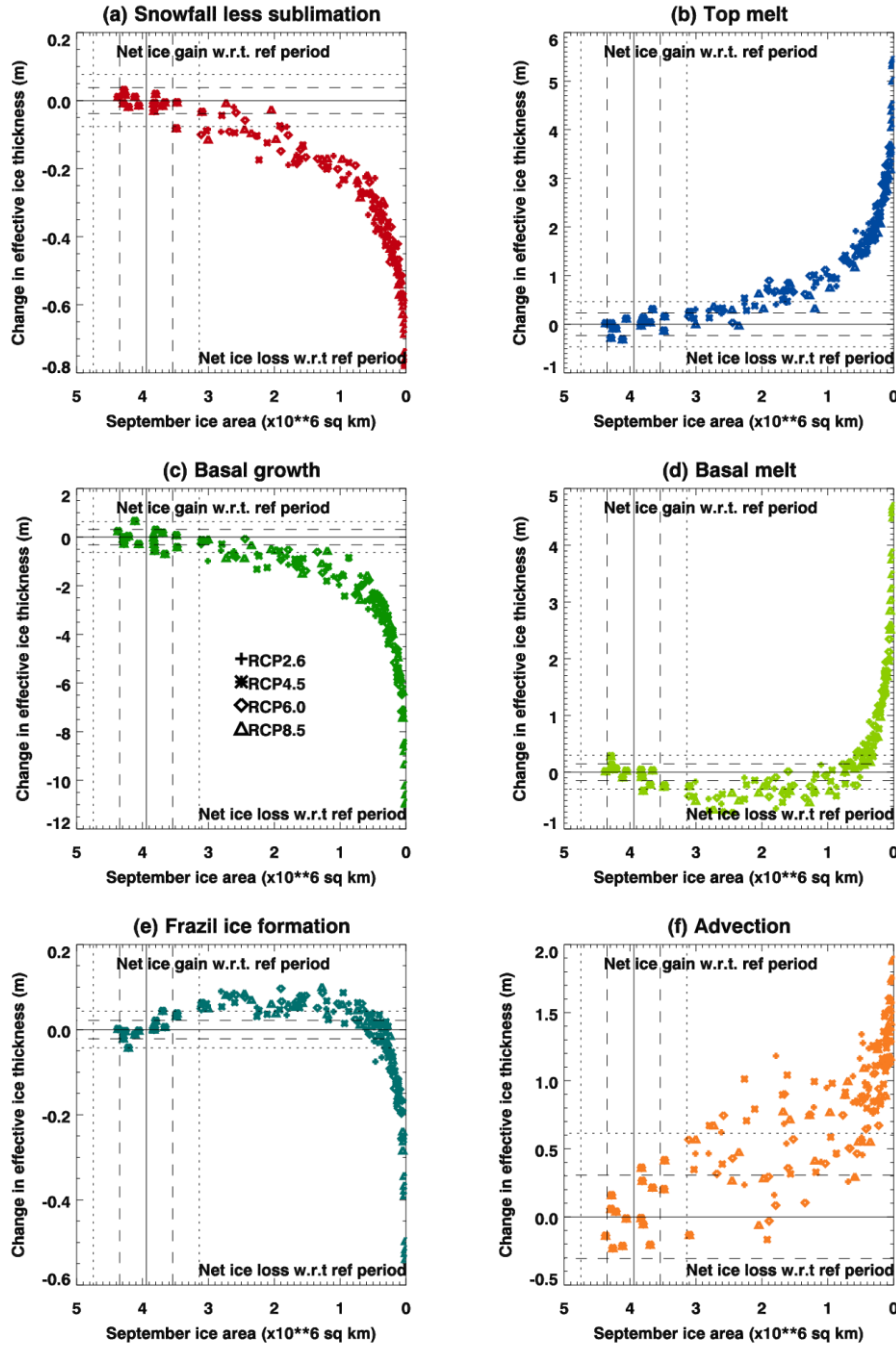 (a) Snowfall less sublimation
Change in effective ice thickness (m)
0.2
0.0
-0.2
-0.4
-0.6
-0.8
Net ice gain w.r.t. ref period
Net ice loss w.r.t ref period
5 4 3 2 1 0
September ice area (x10**6 sq km)
(b) Top melt
Change in effective ice thickness (m)
6
5
4
3
2
1
0
-1
Net ice gain w.r.t. ref period
Net ice loss w.r.t ref period
5 4 3 2 1 0
September ice area (x10**6 sq km)
(c) Basal growth
Change in effective ice thickness (m)
2
0
-2
-4
-6
-8
-10
-12
Net ice gain w.r.t. ref period
RCP2.6
RCP4.5
RCP6.0
RCP8.5
Net ice loss w.r.t ref period
5 4 3 2 1 0
September ice area (x10**6 sq km)
(d) Basal melt
Change in effective ice thickness (m)
5
4
3
2
1
0
-1
Net ice gain w.r.t. ref period
Net ice loss w.r.t ref period
5 4 3 2 1 0
September ice area (x10**6 sq km)
(e) Frazil ice formation
Change in effective ice thickness (m)
0.2
0.0
-0.2
-0.4
-0.6
Net ice gain w.r.t. ref period
Net ice loss w.r.t ref period
5 4 3 2 1 0
September ice area (x10**6 sq km)
(f) Advection
Change in effective ice thickness (m)
2.0
1.5
1.0
0.5
0.0
-0.5
Net ice gain w.r.t. ref period
Net ice loss w.r.t ref period
5 4 3 2 1 0
September ice area (x10**6 sq km)